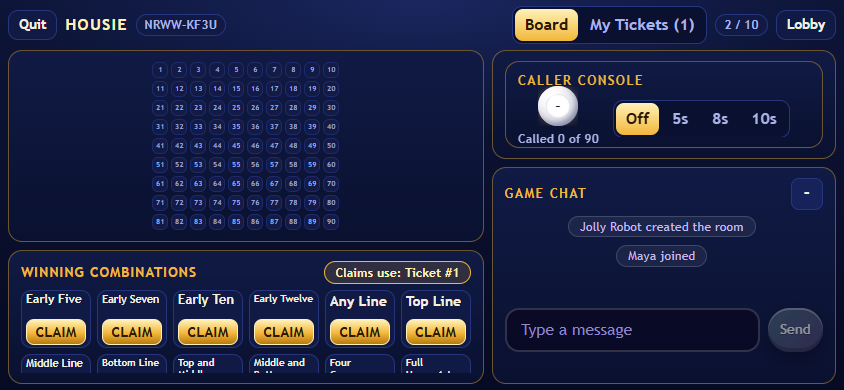 Quit HOUSIE NRWW-KF3U Board My Tickets (1) 2 / 10 Lobby
1 2 3 4 5 6 7 8 9 10
11 12 13 14 15 16 17 18 19 20
21 22 23 24 25 26 27 28 29 30
31 32 33 34 35 36 37 38 39 40
41 42 43 44 45 46 47 48 49 50
51 52 53 54 55 56 57 58 59 60
61 62 63 64 65 66 67 68 69 70
71 72 73 74 75 76 77 78 79 80
81 82 83 84 85 86 87 88 89 90
WINNING COMBINATIONS Claims use: Ticket #1
Early Five Early Seven Early Ten Early Twelve Any Line Top Line
CLAIM CLAIM CLAIM CLAIM CLAIM CLAIM
Middle Line Bottom Line Top and Middle and Four Full
CALLER CONSOLE
-
Called 0 of 90
Off 5s 8s 10s
GAME CHAT -
Jolly Robot created the room
Maya joined
Type a message Send